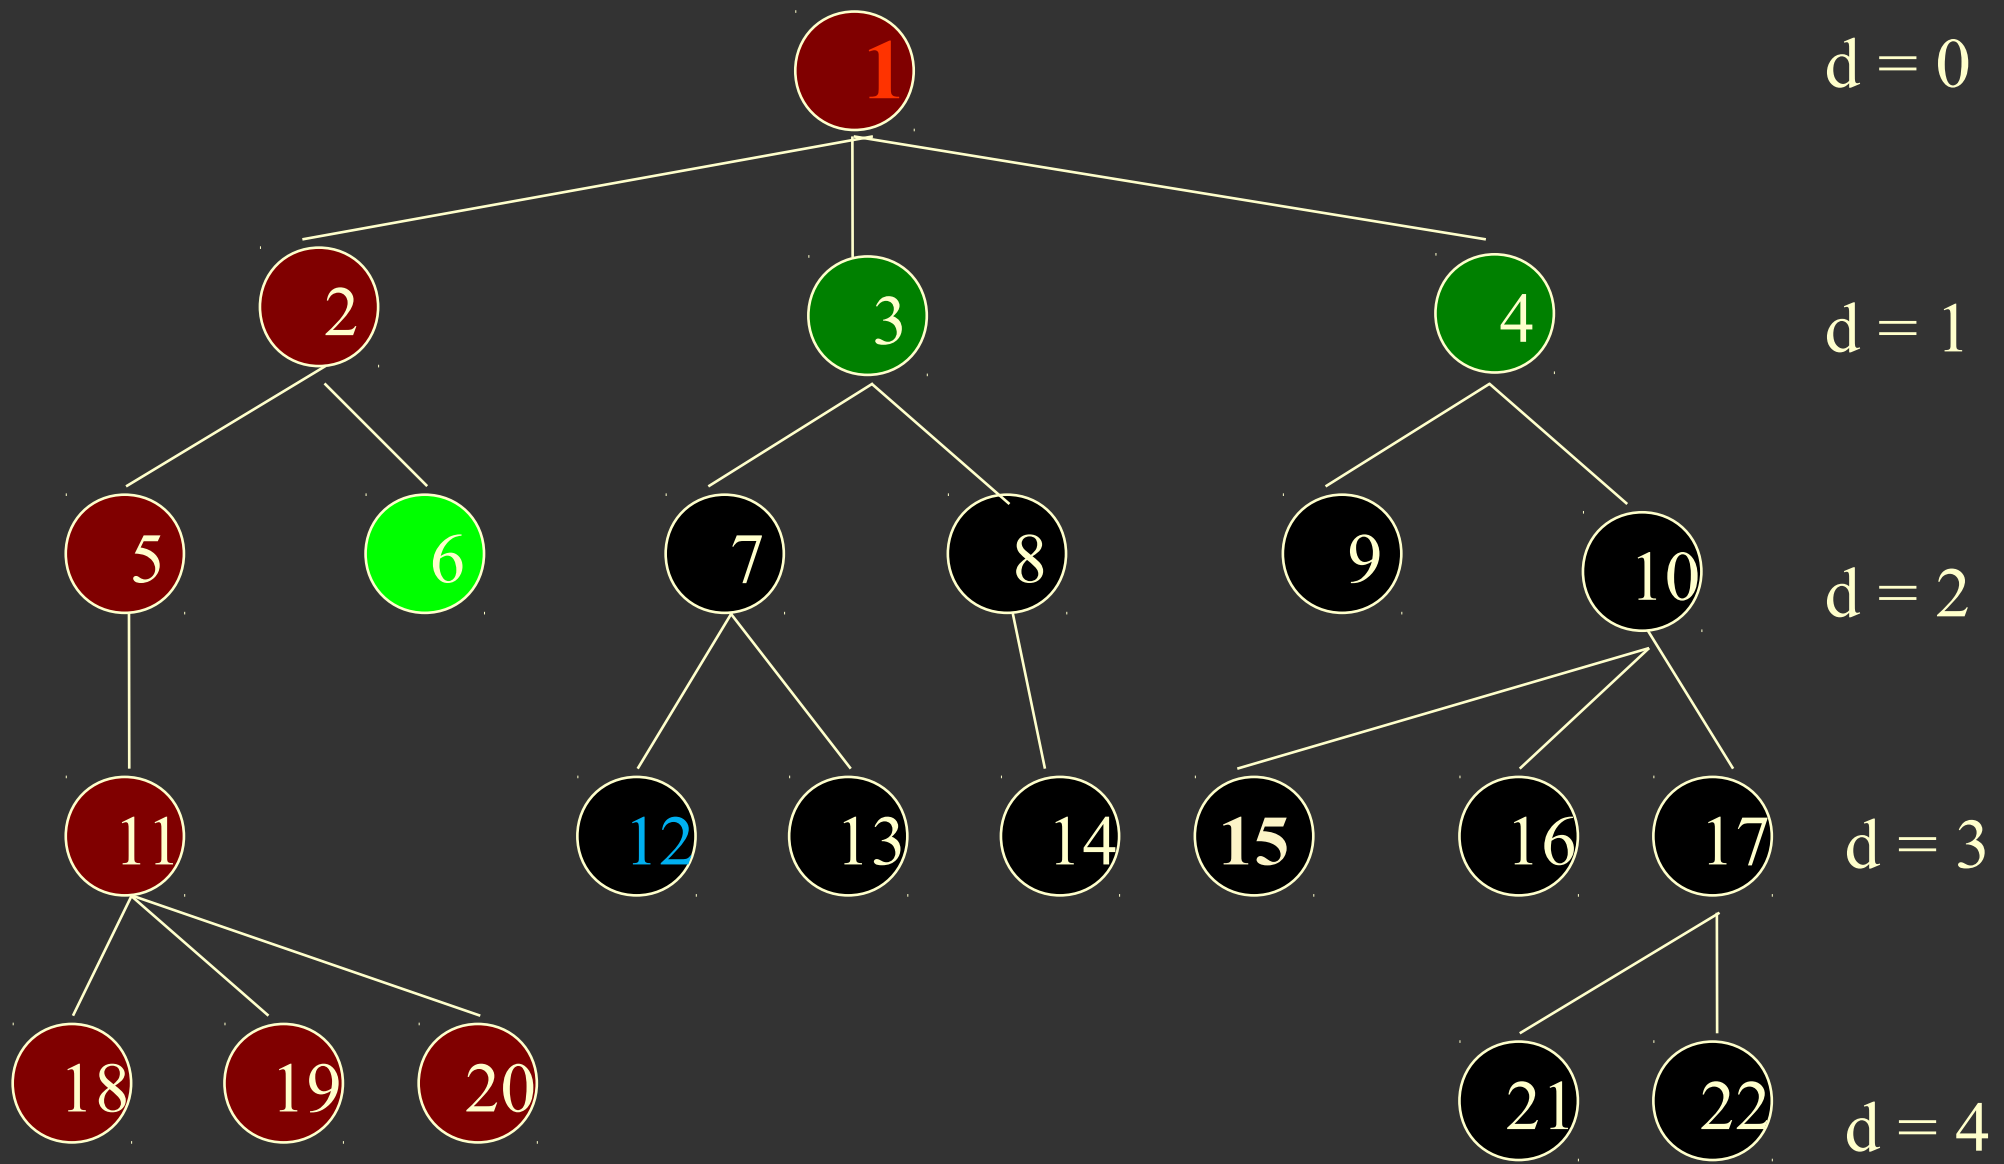 1 d = 0
2 3 4 d = 1
5 6 7 8 9 10 d = 2
11 12 13 14 15 16 17 d = 3
18 19 20 21 22 d = 4